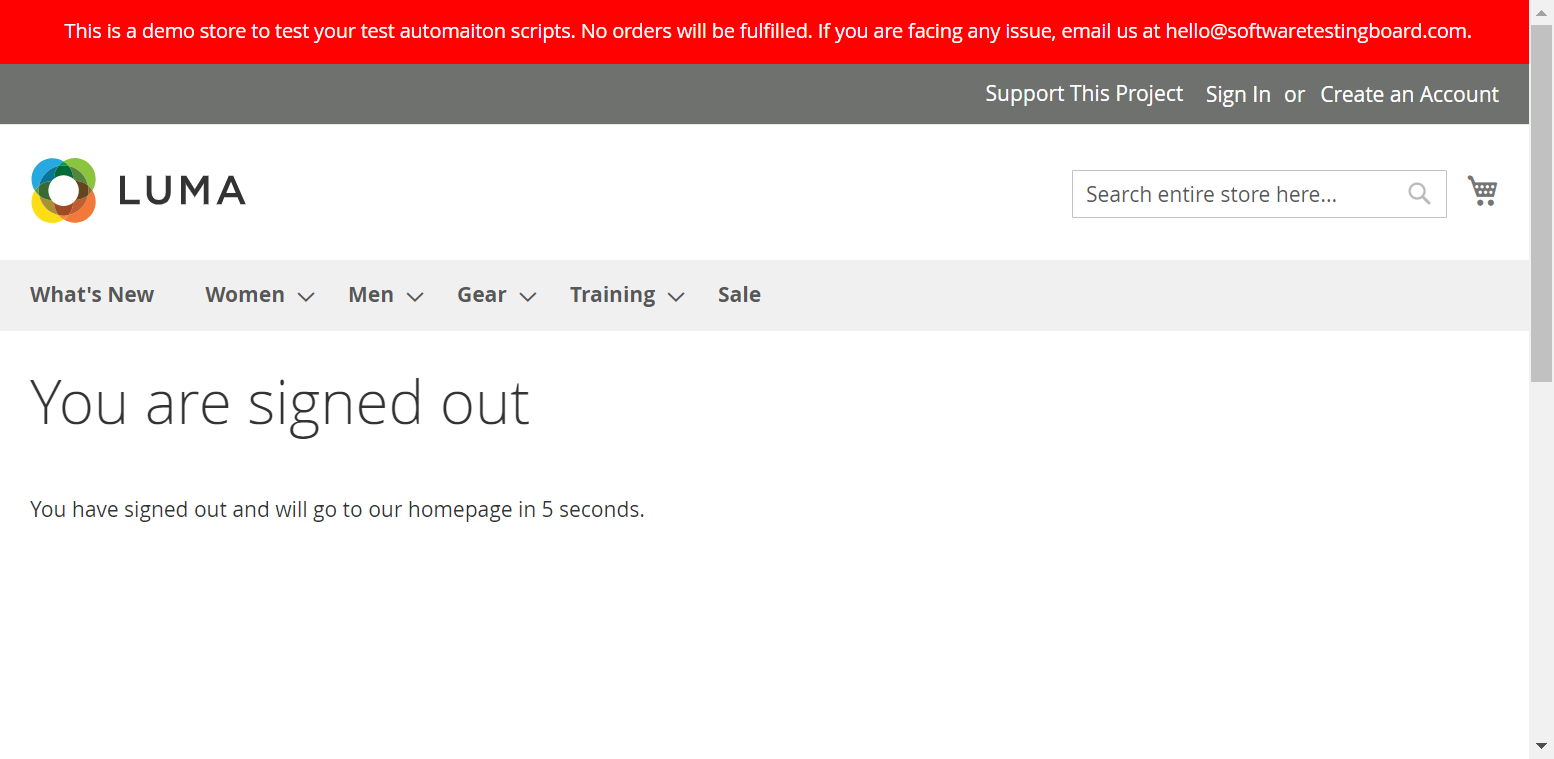 This is a demo store to test your test automaiton scripts. No orders will be fulfilled. If you are facing any issue, email us at hello@softwaretestingboard.com.
Support This Project Sign In or Create an Account
LUMA
Search entire store here...
What's New Women Men Gear Training Sale
You are signed out
You have signed out and will go to our homepage in 5 seconds.